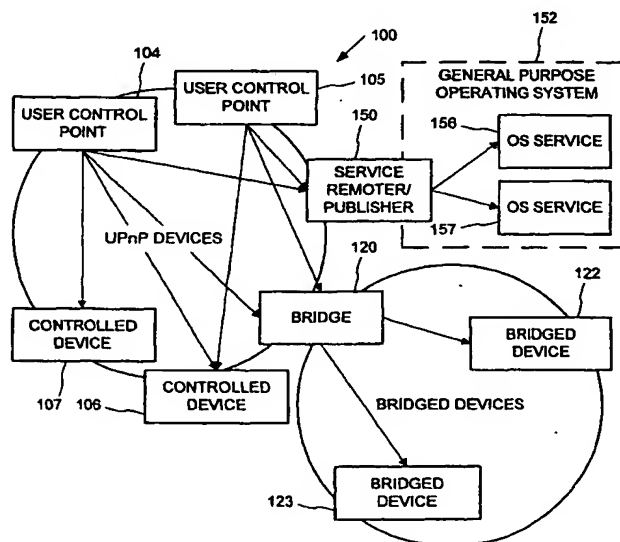 100
152
104
105
USER CONTROL
POINT
GENERAL PURPOSE
OPERATING SYSTEM
USER CONTROL
POINT
150
156
OS SERVICE
SERVICE
REMOTER/
PUBLISHER
OS SERVICE
157
UPnP DEVICES
120
122
BRIDGE
BRIDGED
DEVICE
CONTROLLED
DEVICE
CONTROLLED
DEVICE
107
106
BRIDGED DEVICES
BRIDGED
DEVICE
123